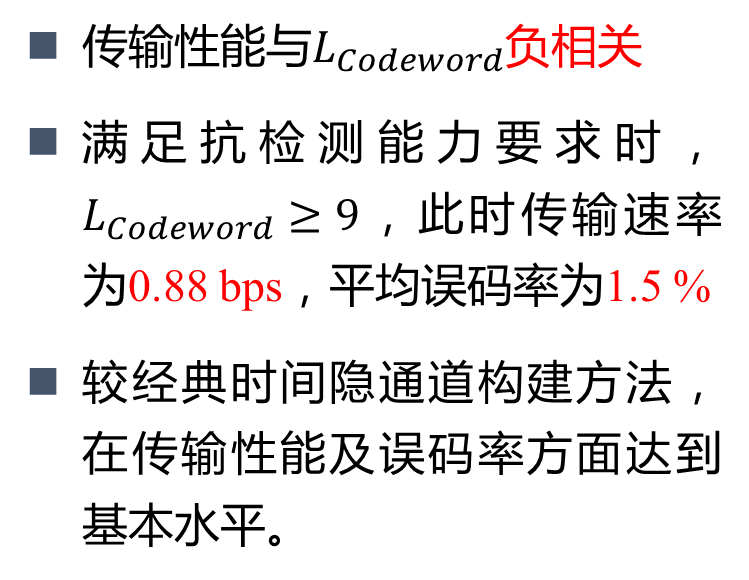 传输性能与L_Codeword负相关
满足抗检测能力要求时，
L_Codeword ≥ 9，此时传输速率
为0.88 bps，平均误码率为1.5 %
较经典时间隐通道构建方法，
在传输性能及误码率方面达到
基本水平。